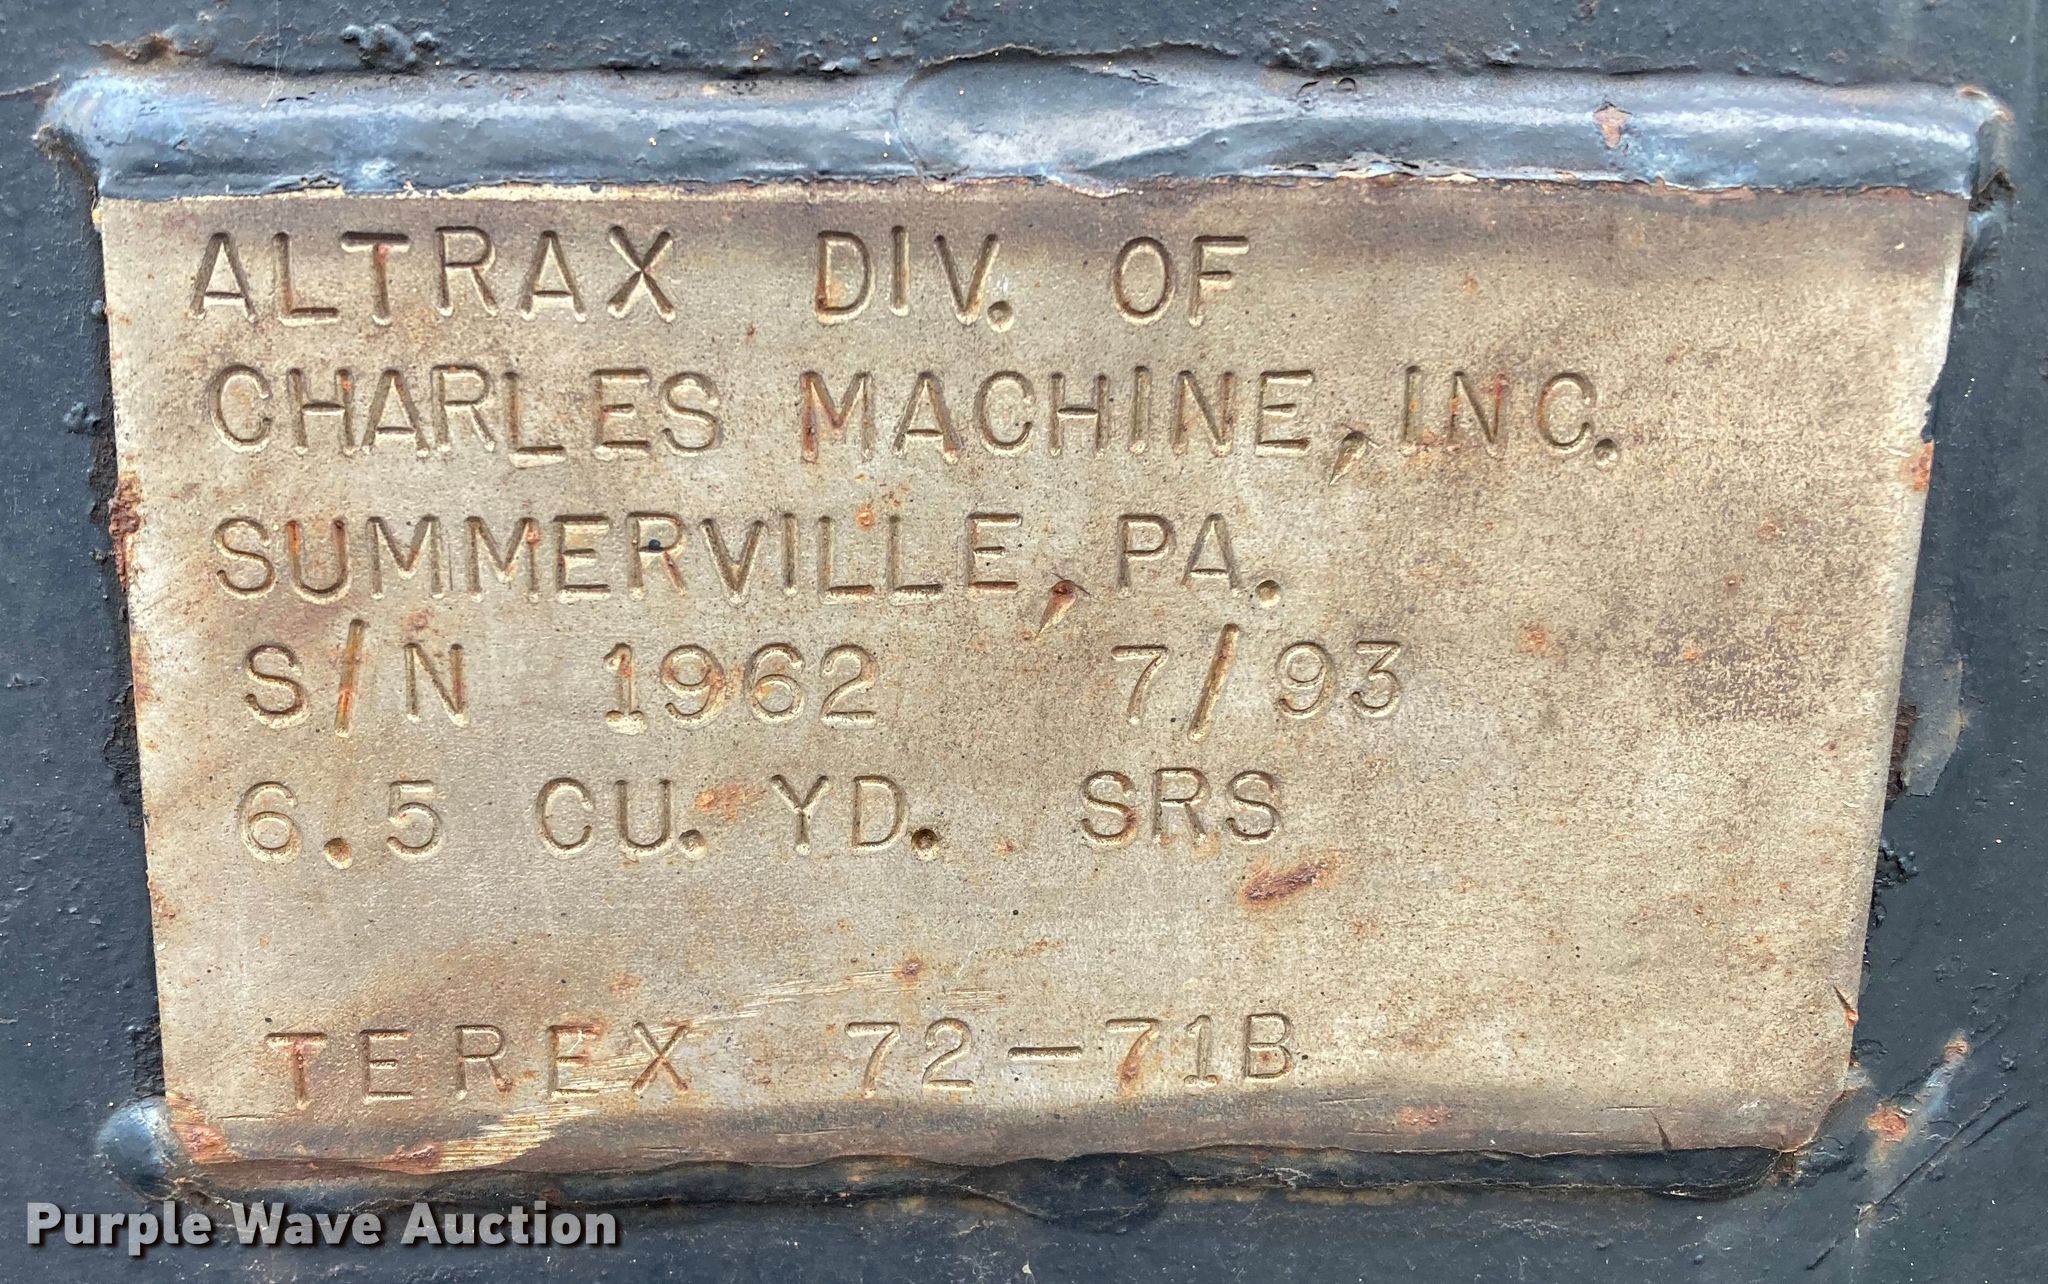 ALTRAX DIV. OF
CHARLES MACHINE, INC.
SUMMERVILLE, PA.
S/N 1962 7/93
6.5 CU. YD. SRS
TEREX 72-71B
Purple Wave Auction